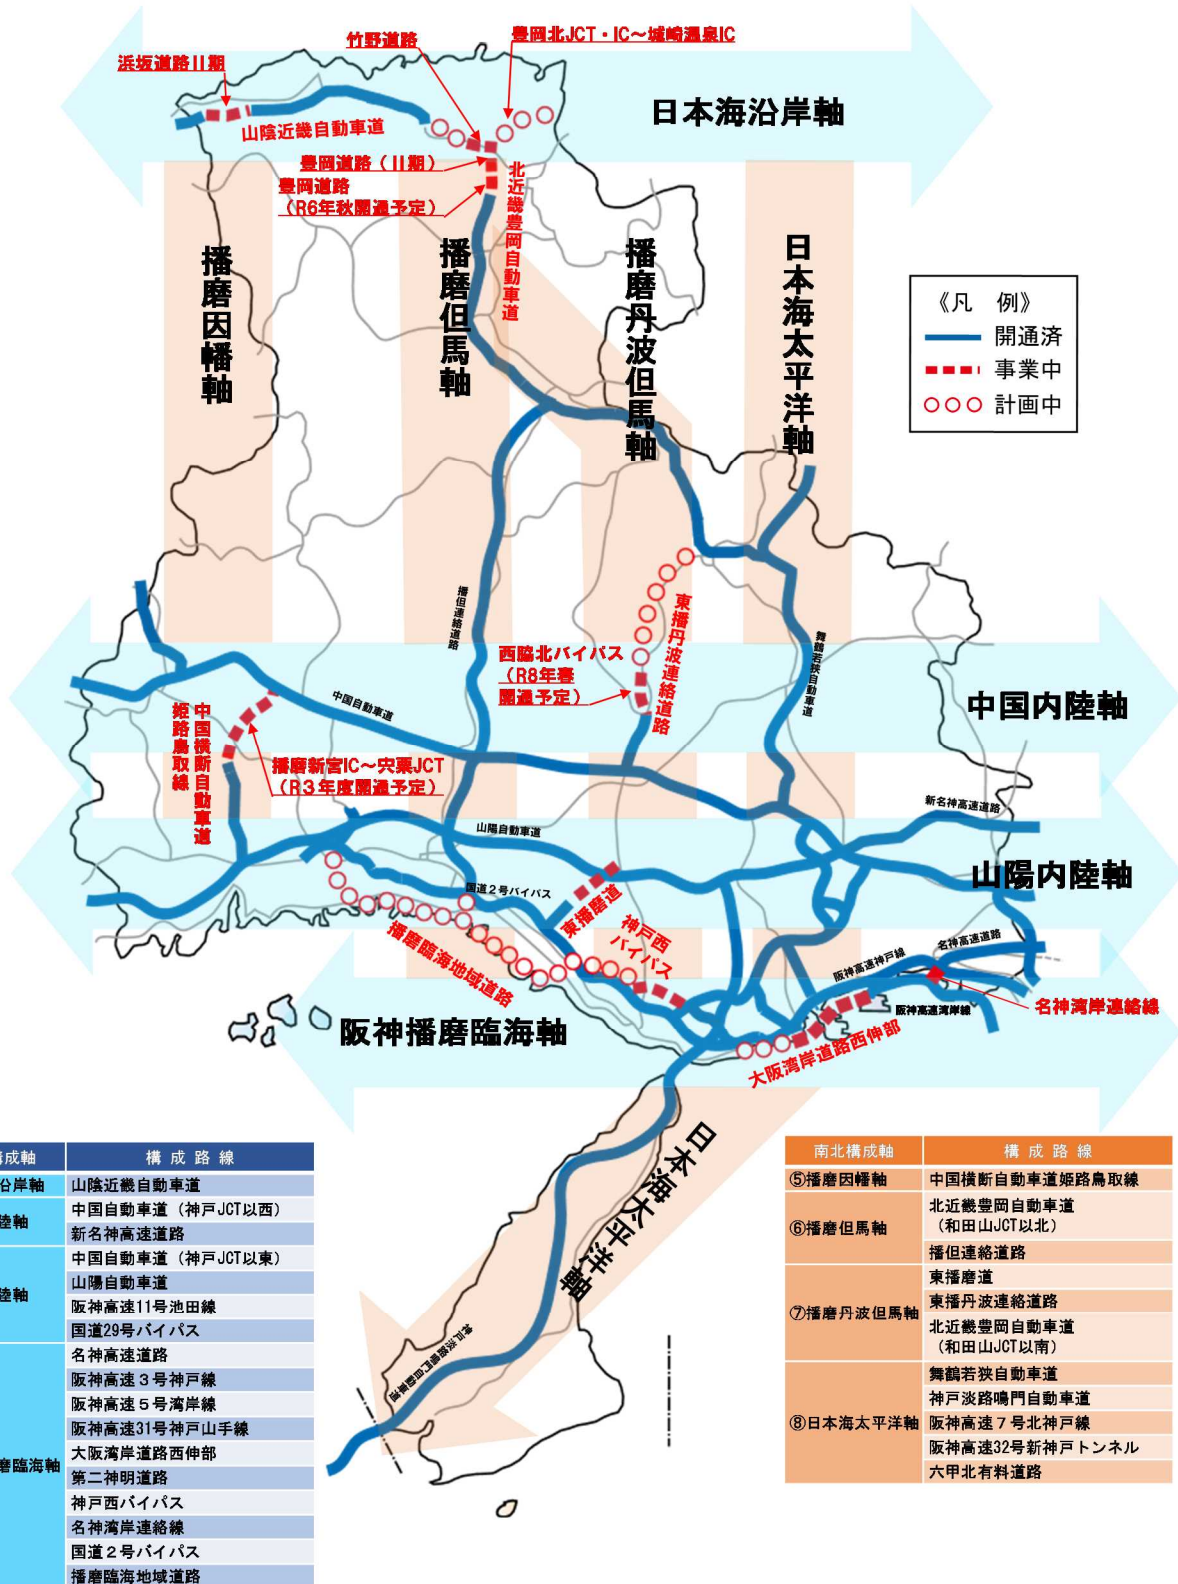 豊岡北JCT・IC～城崎温泉IC
竹野道路
浜坂道路Ⅱ期
日本海沿岸軸
山陰近畿自動車道
豊岡道路（Ⅱ期）
豊岡道路
（R6年秋開通予定）
北近畿豊岡自動車道
播磨因幡軸
播磨但馬軸
播磨丹波但馬軸
日本海太平洋軸
《凡　例》
開通済
事業中
計画中
播但連絡道路
東播丹波連絡道路
西脇北バイパス
（R8年春
開通予定）
舞鶴若狭自動車道
中国内陸軸
中国自動車道
中国横断自動車道
姫路鳥取線
播磨新宮IC～宍粟JCT
（R３年度開通予定）
新名神高速道路
山陽自動車道
山陽内陸軸
国道２号バイパス
東播磨道
神戸西
バイパス
播磨臨海地域道路
名神高速道路
阪神高速神戸線
阪神高速湾岸線
名神湾岸連絡線
阪神播磨臨海軸
大阪湾岸道路西伸部
日本海太平洋軸
神戸淡路鳴門自動車道
構成軸　構 成 路 線
沿岸軸　山陰近畿自動車道
陸軸　中国自動車道（神戸JCT以西）
新名神高速道路
陸軸　中国自動車道（神戸JCT以東）
山陽自動車道
阪神高速11号池田線
国道29号バイパス
磨臨海軸　名神高速道路
阪神高速３号神戸線
阪神高速５号湾岸線
阪神高速31号神戸山手線
大阪湾岸道路西伸部
第二神明道路
神戸西バイパス
名神湾岸連絡線
国道２号バイパス
播磨臨海地域道路
南北構成軸　構 成 路 線
⑤播磨因幡軸　中国横断自動車道姫路鳥取線
⑥播磨但馬軸　北近畿豊岡自動車道
（和田山JCT以北）
播但連絡道路
⑦播磨丹波但馬軸　東播磨道
東播丹波連絡道路
北近畿豊岡自動車道
（和田山JCT以南）
⑧日本海太平洋軸　舞鶴若狭自動車道
神戸淡路鳴門自動車道
阪神高速７号北神戸線
阪神高速32号新神戸トンネル
六甲北有料道路